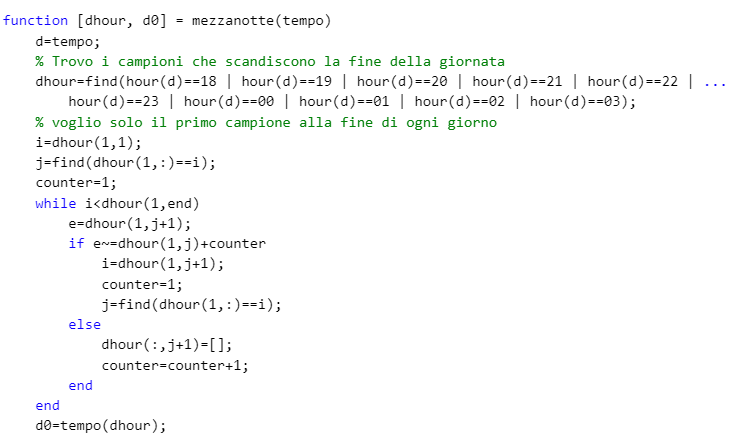 function [dhour, d0] = mezzanotte(tempo)
    d=tempo;
    % Trovo i campioni che scandiscono la fine della giornata
    dhour=find(hour(d)==18 | hour(d)==19 | hour(d)==20 | hour(d)==21 | hour(d)==22 | ...
        hour(d)==23 | hour(d)==00 | hour(d)==01 | hour(d)==02 | hour(d)==03);
    % voglio solo il primo campione alla fine di ogni giorno
    i=dhour(1,1);
    j=find(dhour(1,:)==i);
    counter=1;
    while i<dhour(1,end)
        e=dhour(1,j+1);
        if e~=dhour(1,j)+counter
            i=dhour(1,j+1);
            counter=1;
            j=find(dhour(1,:)==i);
        else
            dhour(:,j+1)=[];
            counter=counter+1;
        end
    end
    d0=tempo(dhour);